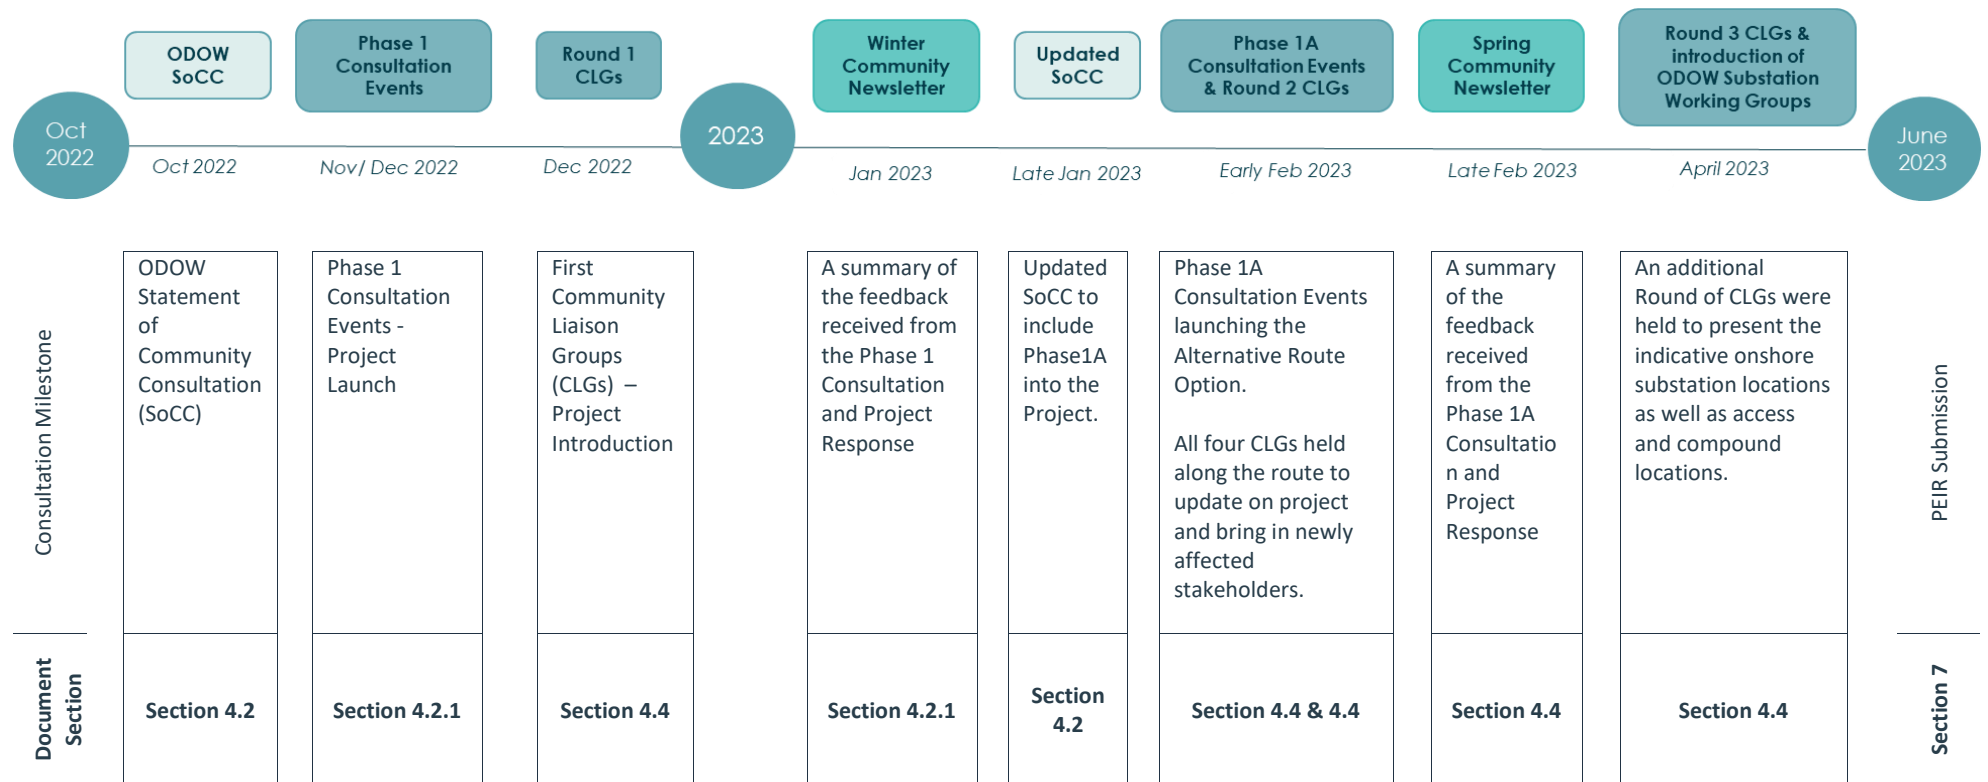 ODOW
SoCC
Phase 1
Consultation
Events
Round 1
CLGs
Winter
Community
Newsletter
Updated
SoCC
Phase 1A
Consultation Events
& Round 2 CLGs
Spring
Community
Newsletter
Round 3 CLGs &
introduction of
ODOW Substation
Working Groups
Oct
2022
2023
June
2023
Oct 2022
Nov/ Dec 2022
Dec 2022
Jan 2023
Late Jan 2023
Early Feb 2023
Late Feb 2023
April 2023
Consultation Milestone
ODOW
Statement
of
Community
Consultation
(SoCC)
Phase 1
Consultation
Events -
Project
Launch
First
Community
Liaison
Groups
(CLGs) –
Project
Introduction
A summary of
the feedback
received from
the Phase 1
Consultation
and Project
Response
Updated
SoCC to
include
Phase1A
into the
Project.
Phase 1A
Consultation Events
launching the
Alternative Route
Option.
All four CLGs held
along the route to
update on project
and bring in newly
affected
stakeholders.
A summary
of the
feedback
received
from the
Phase 1A
Consultatio
n and
Project
Response
An additional
Round of CLGs were
held to present the
indicative onshore
substation locations
as well as access
and compound
locations.
PEIR Submission
Document
Section
Section 4.2
Section 4.2.1
Section 4.4
Section 4.2.1
Section
4.2
Section 4.4 & 4.4
Section 4.4
Section 4.4
Section 7